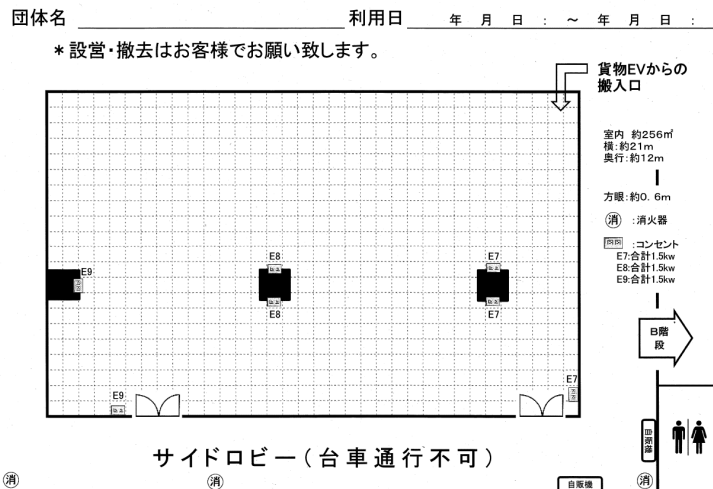 団体名 利用日 年 月 日 : ～ 年 月 日 :
＊設営・撤去はお客様でお願い致します。
貨物EVからの
搬入口
室内 約256㎡
横:約21m
奥行:約12m
方眼:約0.6m
消 :消火器
:コンセント
E7:合計1.5kw
E8:合計1.5kw
E9:合計1.5kw
E9
E8
E7
E8
E7
B階
段
E9
E7
サイドロビー(台車通行不可)
自販機
消
消
自販機
消